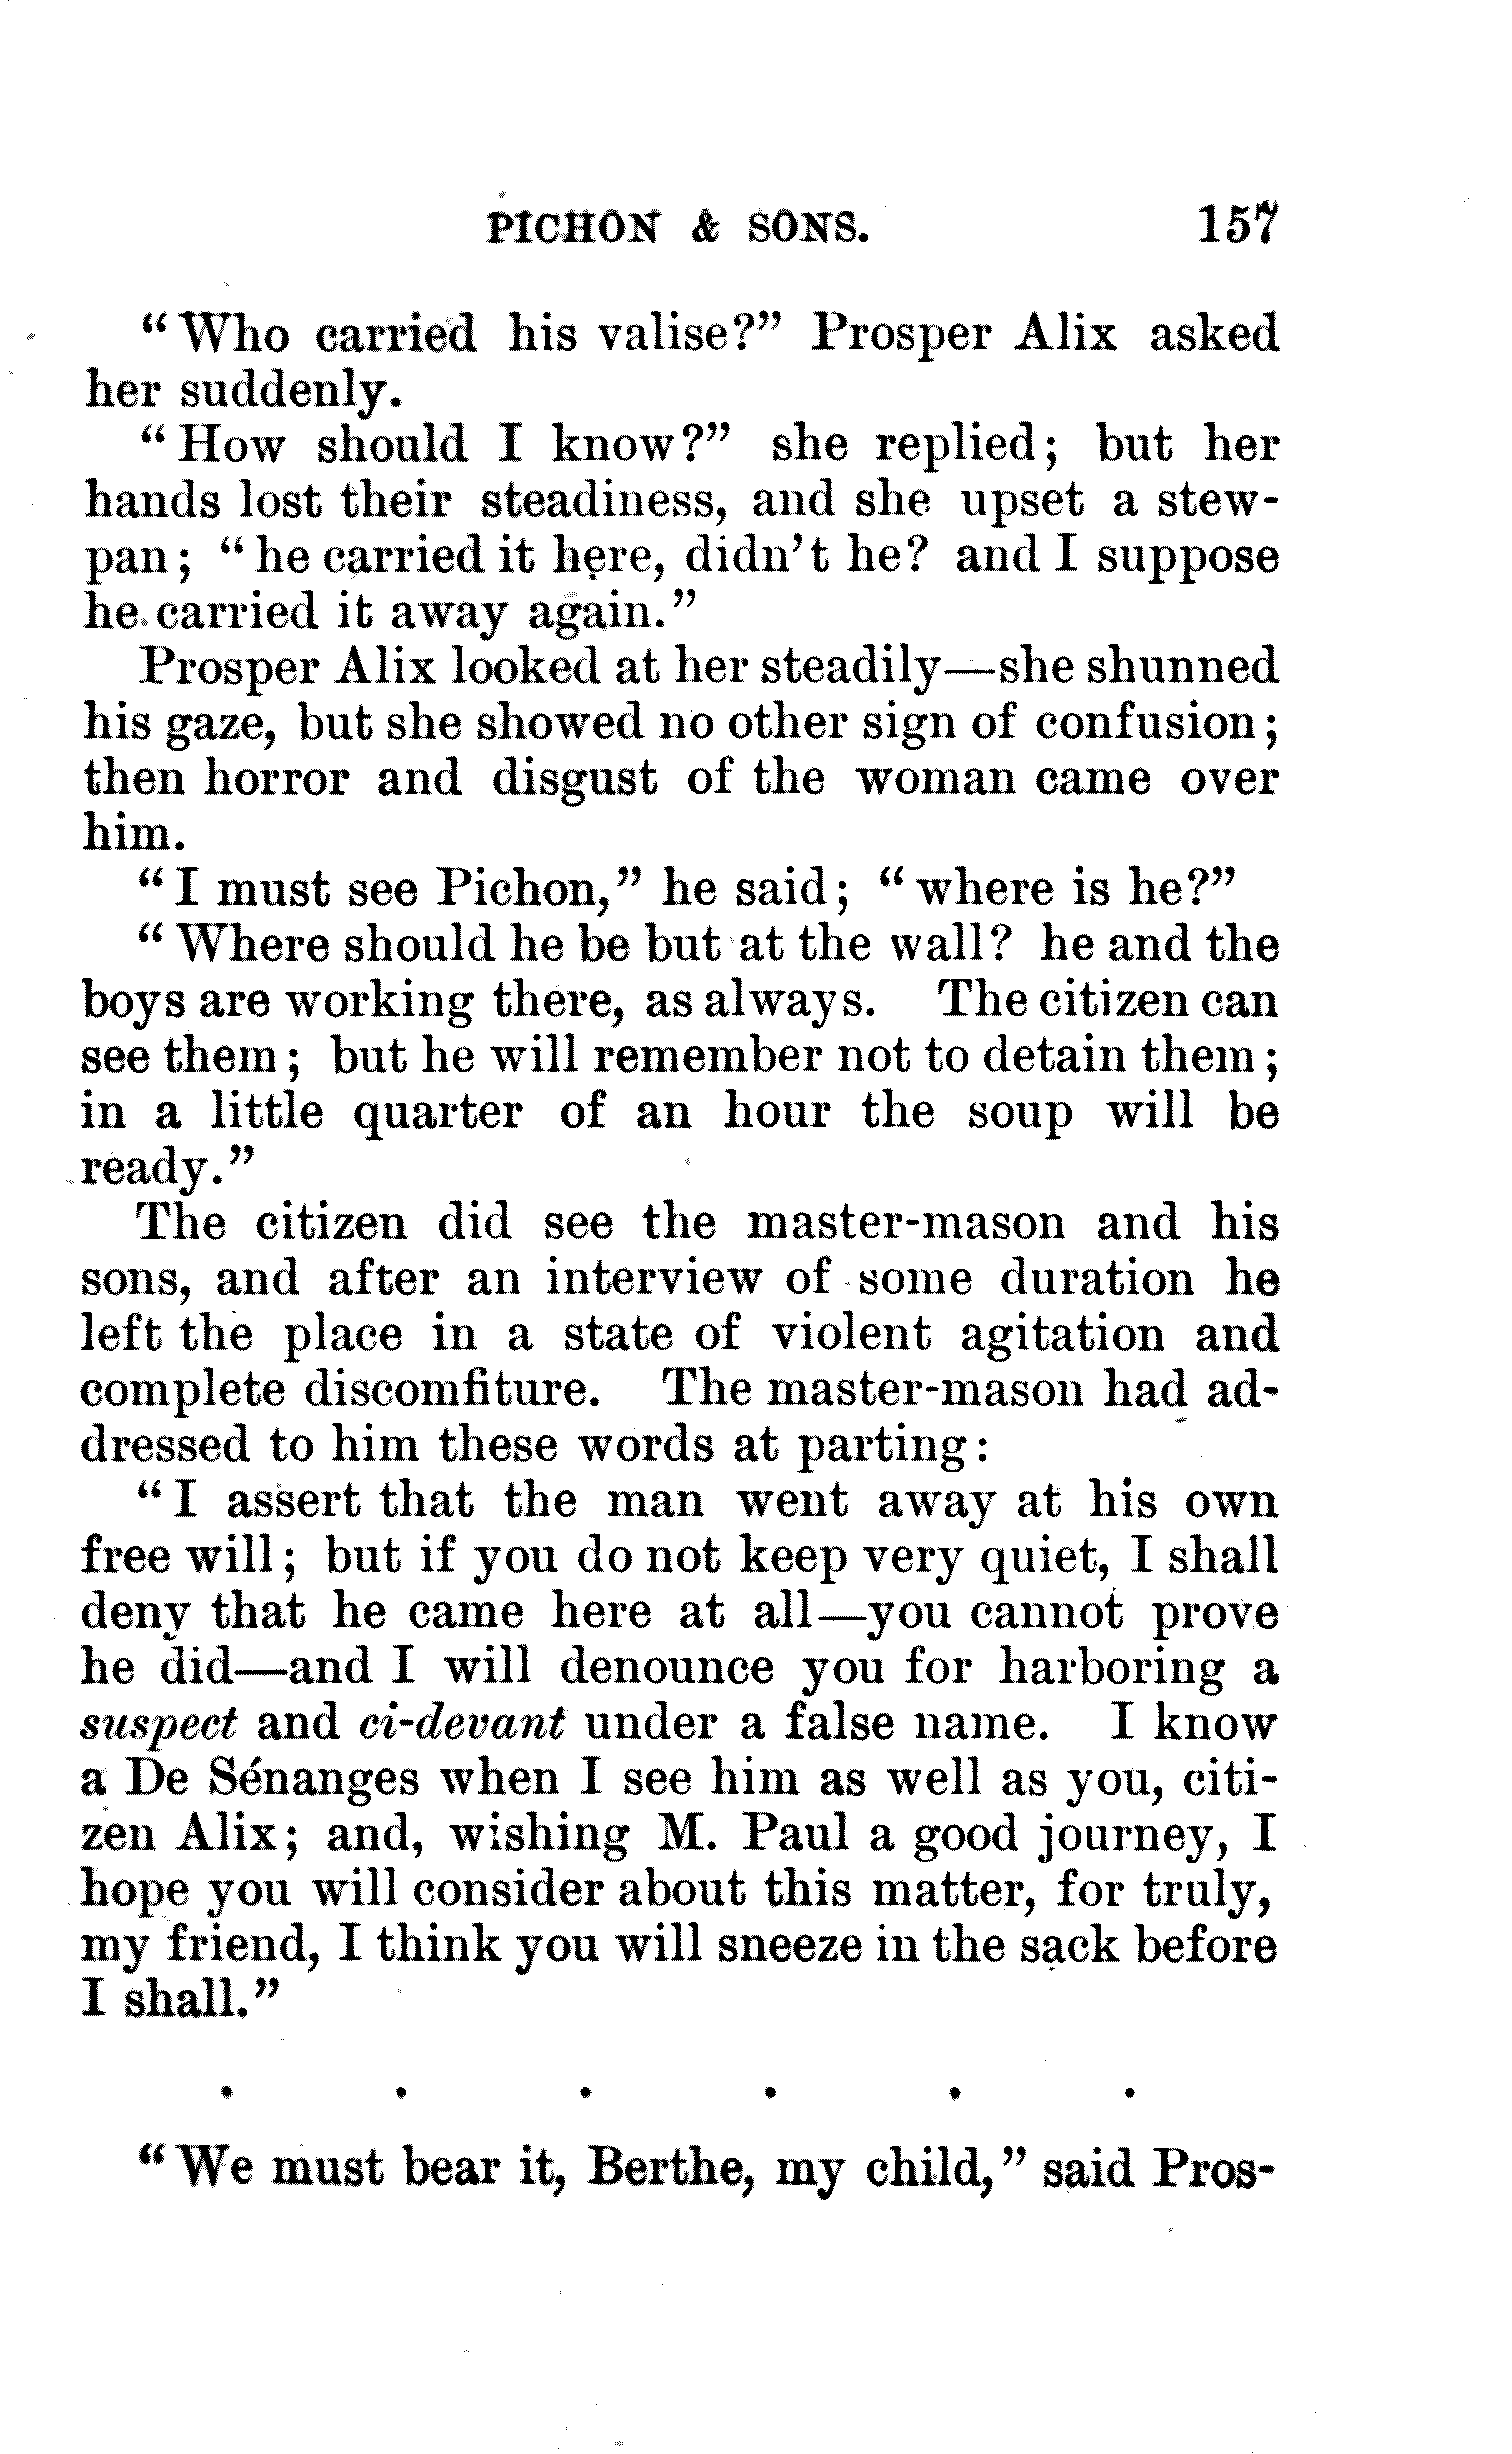 PICHON & SONS. 157
"Who carried his valise?" Prosper Alix asked
her suddenly.
"How should I know?" she replied; but her
hands lost their steadiness, and she upset a stew-
pan; "he carried it here, didn't he? and I suppose
he carried it away again."
Prosper Alix looked at her steadily—she shunned
his gaze, but she showed no other sign of confusion;
then horror and disgust of the woman came over
him.
"I must see Pichon," he said; "where is he?"
"Where should he be but at the wall? he and the
boys are working there, as always. The citizen can
see them; but he will remember not to detain them;
in a little quarter of an hour the soup will be
ready."
The citizen did see the master-mason and his
sons, and after an interview of some duration he
left the place in a state of violent agitation and
complete discomfiture. The master-mason had ad-
dressed to him these words at parting:
"I assert that the man went away at his own
free will; but if you do not keep very quiet, I shall
deny that he came here at all—you cannot prove
he did—and I will denounce you for harboring a
suspect and ci-devant under a false name. I know
a De Sénanges when I see him as well as you, citi-
zen Alix; and, wishing M. Paul a good journey, I
hope you will consider about this matter, for truly,
my friend, I think you will sneeze in the sack before
I shall."
. . . . . .
"We must bear it, Berthe, my child," said Pros-